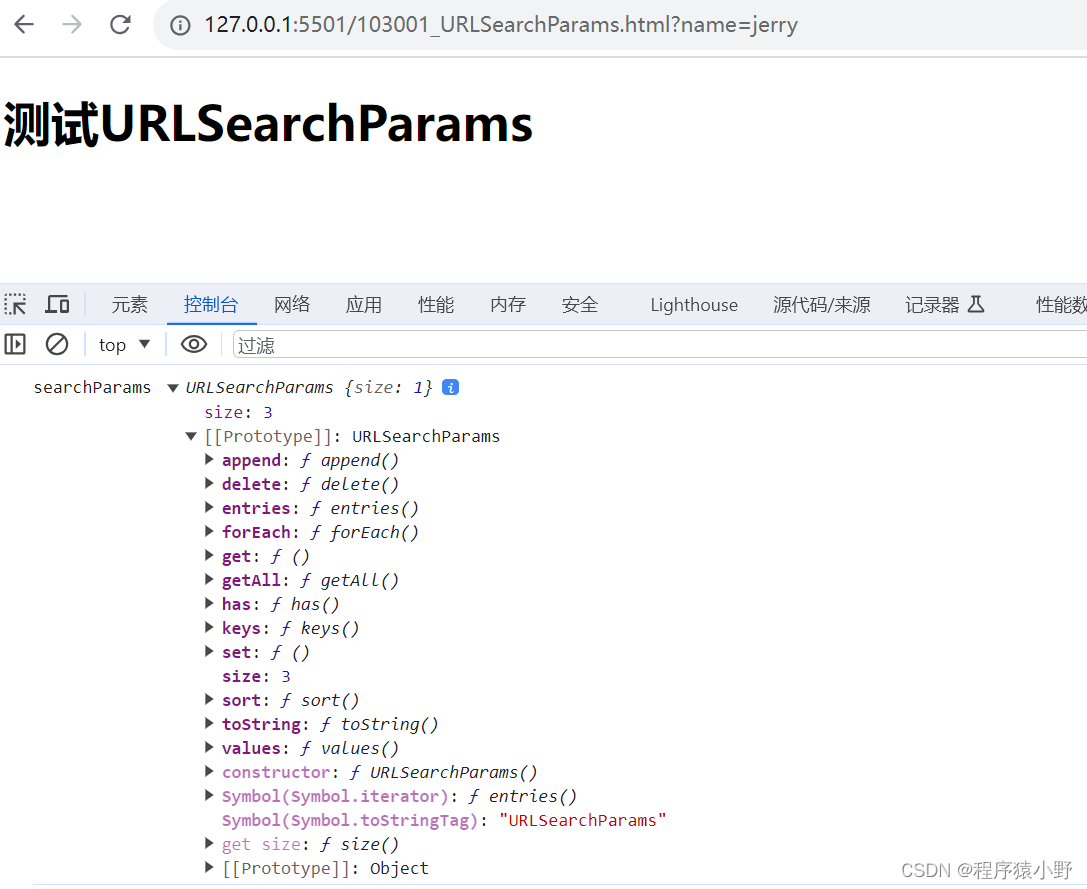 127.0.0.1:5501/103001_URLSearchParams.html?name=jerry
测试URLSearchParams
元素 控制台 网络 应用 性能 内存 安全 Lighthouse 源代码/来源 记录器 性能数
top 过滤
searchParams URLSearchParams {size: 1}
size: 3
[[Prototype]]: URLSearchParams
append: ƒ append()
delete: ƒ delete()
entries: ƒ entries()
forEach: ƒ forEach()
get: ƒ ()
getAll: ƒ getAll()
has: ƒ has()
keys: ƒ keys()
set: ƒ ()
size: 3
sort: ƒ sort()
toString: ƒ toString()
values: ƒ values()
constructor: ƒ URLSearchParams()
Symbol(Symbol.iterator): ƒ entries()
Symbol(Symbol.toStringTag): "URLSearchParams"
get size: ƒ size()
[[Prototype]]: Object
CSDN @程序猿小野